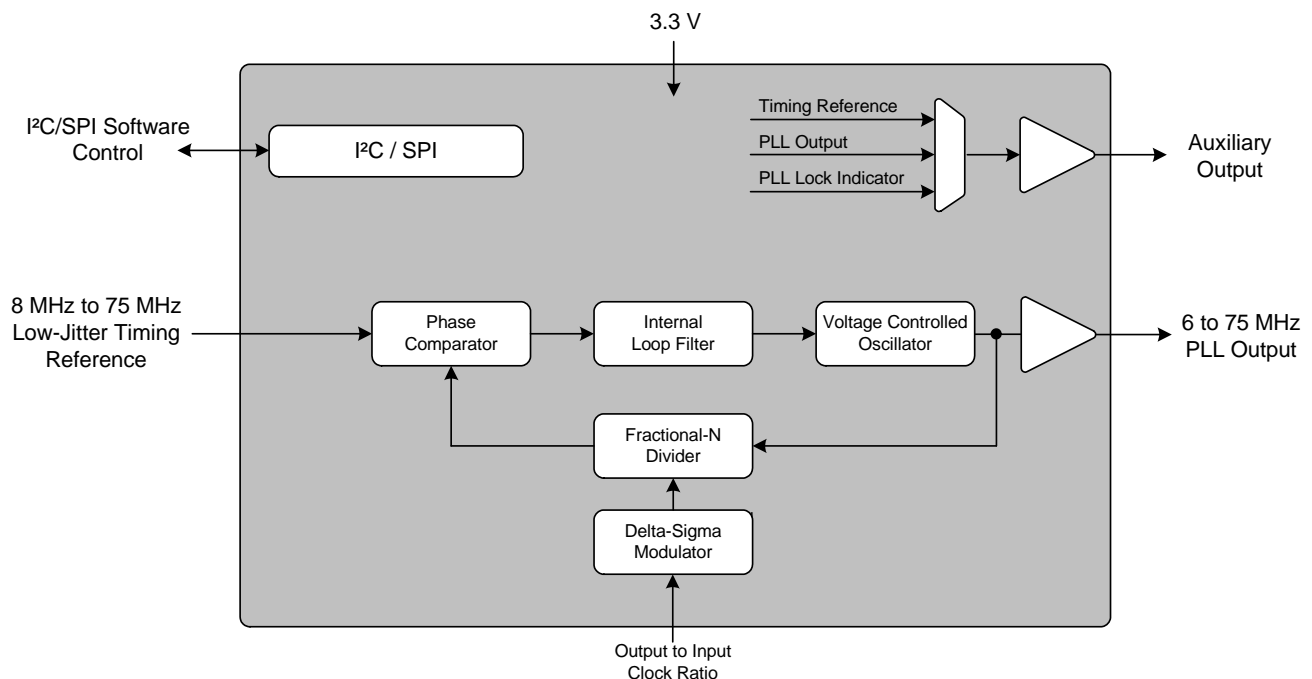 3.3 V
I²C/SPI Software
Control
I²C / SPI
Timing Reference
PLL Output
PLL Lock Indicator
Auxiliary
Output
8 MHz to 75 MHz
Low-Jitter Timing
Reference
Phase
Comparator
Internal
Loop Filter
Voltage Controlled
Oscillator
6 to 75 MHz
PLL Output
Fractional-N
Divider
Delta-Sigma
Modulator
Output to Input
Clock Ratio